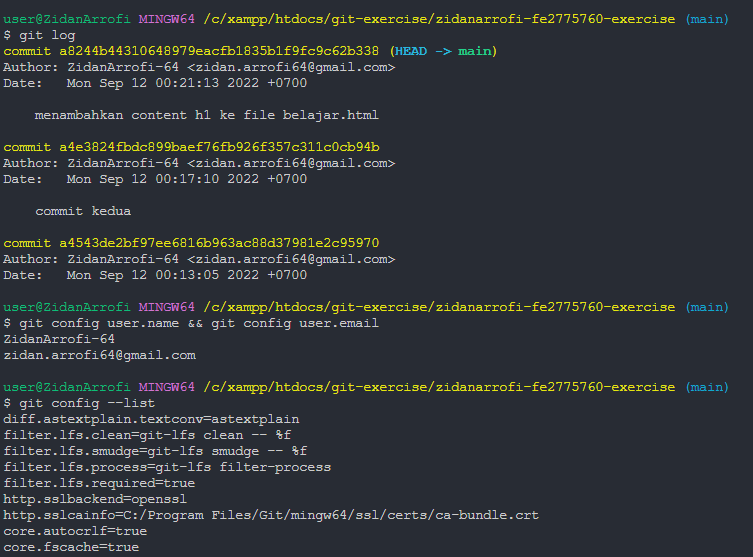 user@ZidanArrofi MINGW64 /c/xampp/htdocs/git-exercise/zidanarrofi-fe2775760-exercise (main)
$ git log
commit a8244b44310648979eacfb1835b1f9fc9c62b338 (HEAD -> main)
Author: ZidanArrofi-64 <zidan.arrofi64@gmail.com>
Date:   Mon Sep 12 00:21:13 2022 +0700
    menambahkan content h1 ke file belajar.html
commit a4e3824fbdc899baef76fb926f357c311c0cb94b
Author: ZidanArrofi-64 <zidan.arrofi64@gmail.com>
Date:   Mon Sep 12 00:17:10 2022 +0700
    commit kedua
commit a4543de2bf97ee6816b963ac88d37981e2c95970
Author: ZidanArrofi-64 <zidan.arrofi64@gmail.com>
Date:   Mon Sep 12 00:13:05 2022 +0700
user@ZidanArrofi MINGW64 /c/xampp/htdocs/git-exercise/zidanarrofi-fe2775760-exercise (main)
$ git config user.name && git config user.email
ZidanArrofi-64
zidan.arrofi64@gmail.com
user@ZidanArrofi MINGW64 /c/xampp/htdocs/git-exercise/zidanarrofi-fe2775760-exercise (main)
$ git config --list
diff.astextplain.textconv=astextplain
filter.lfs.clean=git-lfs clean -- %f
filter.lfs.smudge=git-lfs smudge -- %f
filter.lfs.process=git-lfs filter-process
filter.lfs.required=true
http.sslbackend=openssl
http.sslcainfo=C:/Program Files/Git/mingw64/ssl/certs/ca-bundle.crt
core.autocrlf=true
core.fscache=true